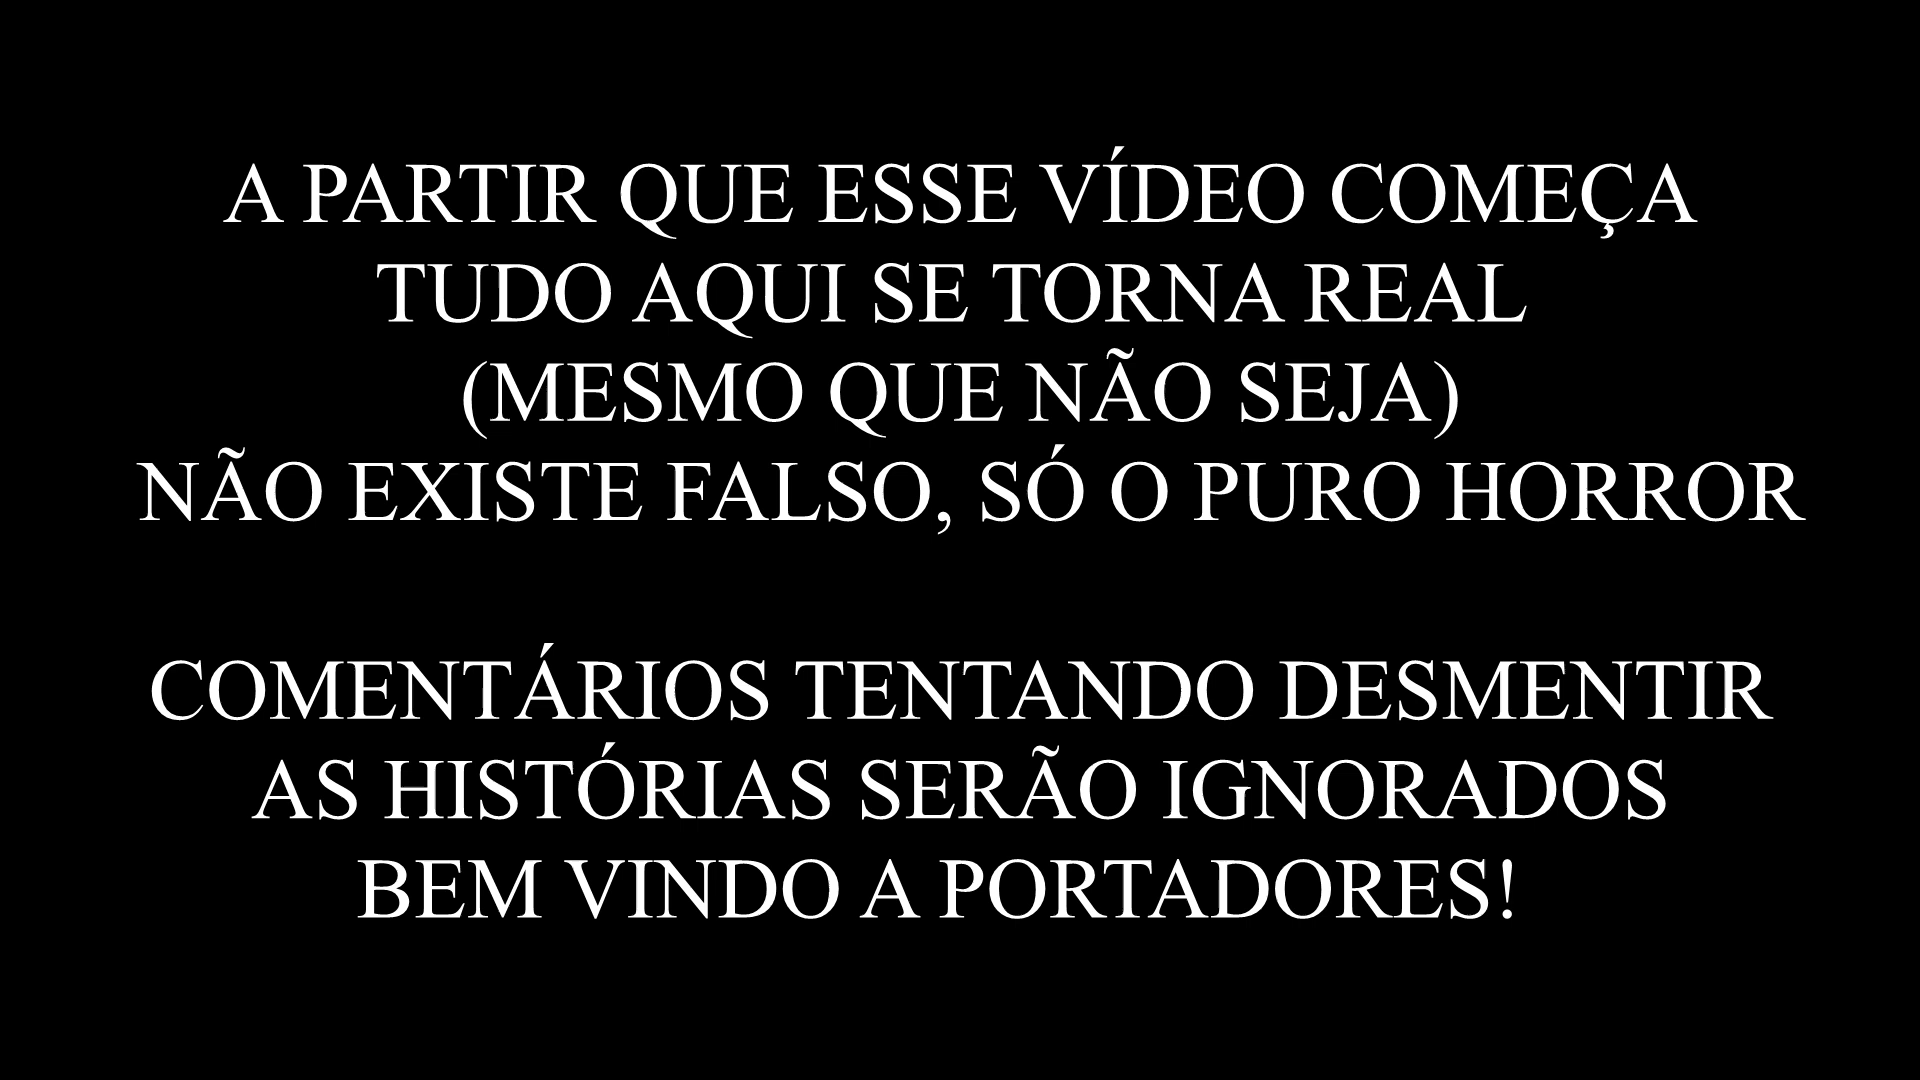 A PARTIR QUE ESSE VÍDEO COMEÇA
TUDO AQUI SE TORNA REAL
(MESMO QUE NÃO SEJA)
NÃO EXISTE FALSO, SÓ O PURO HORROR
COMENTÁRIOS TENTANDO DESMENTIR
AS HISTÓRIAS SERÃO IGNORADOS
BEM VINDO A PORTADORES!